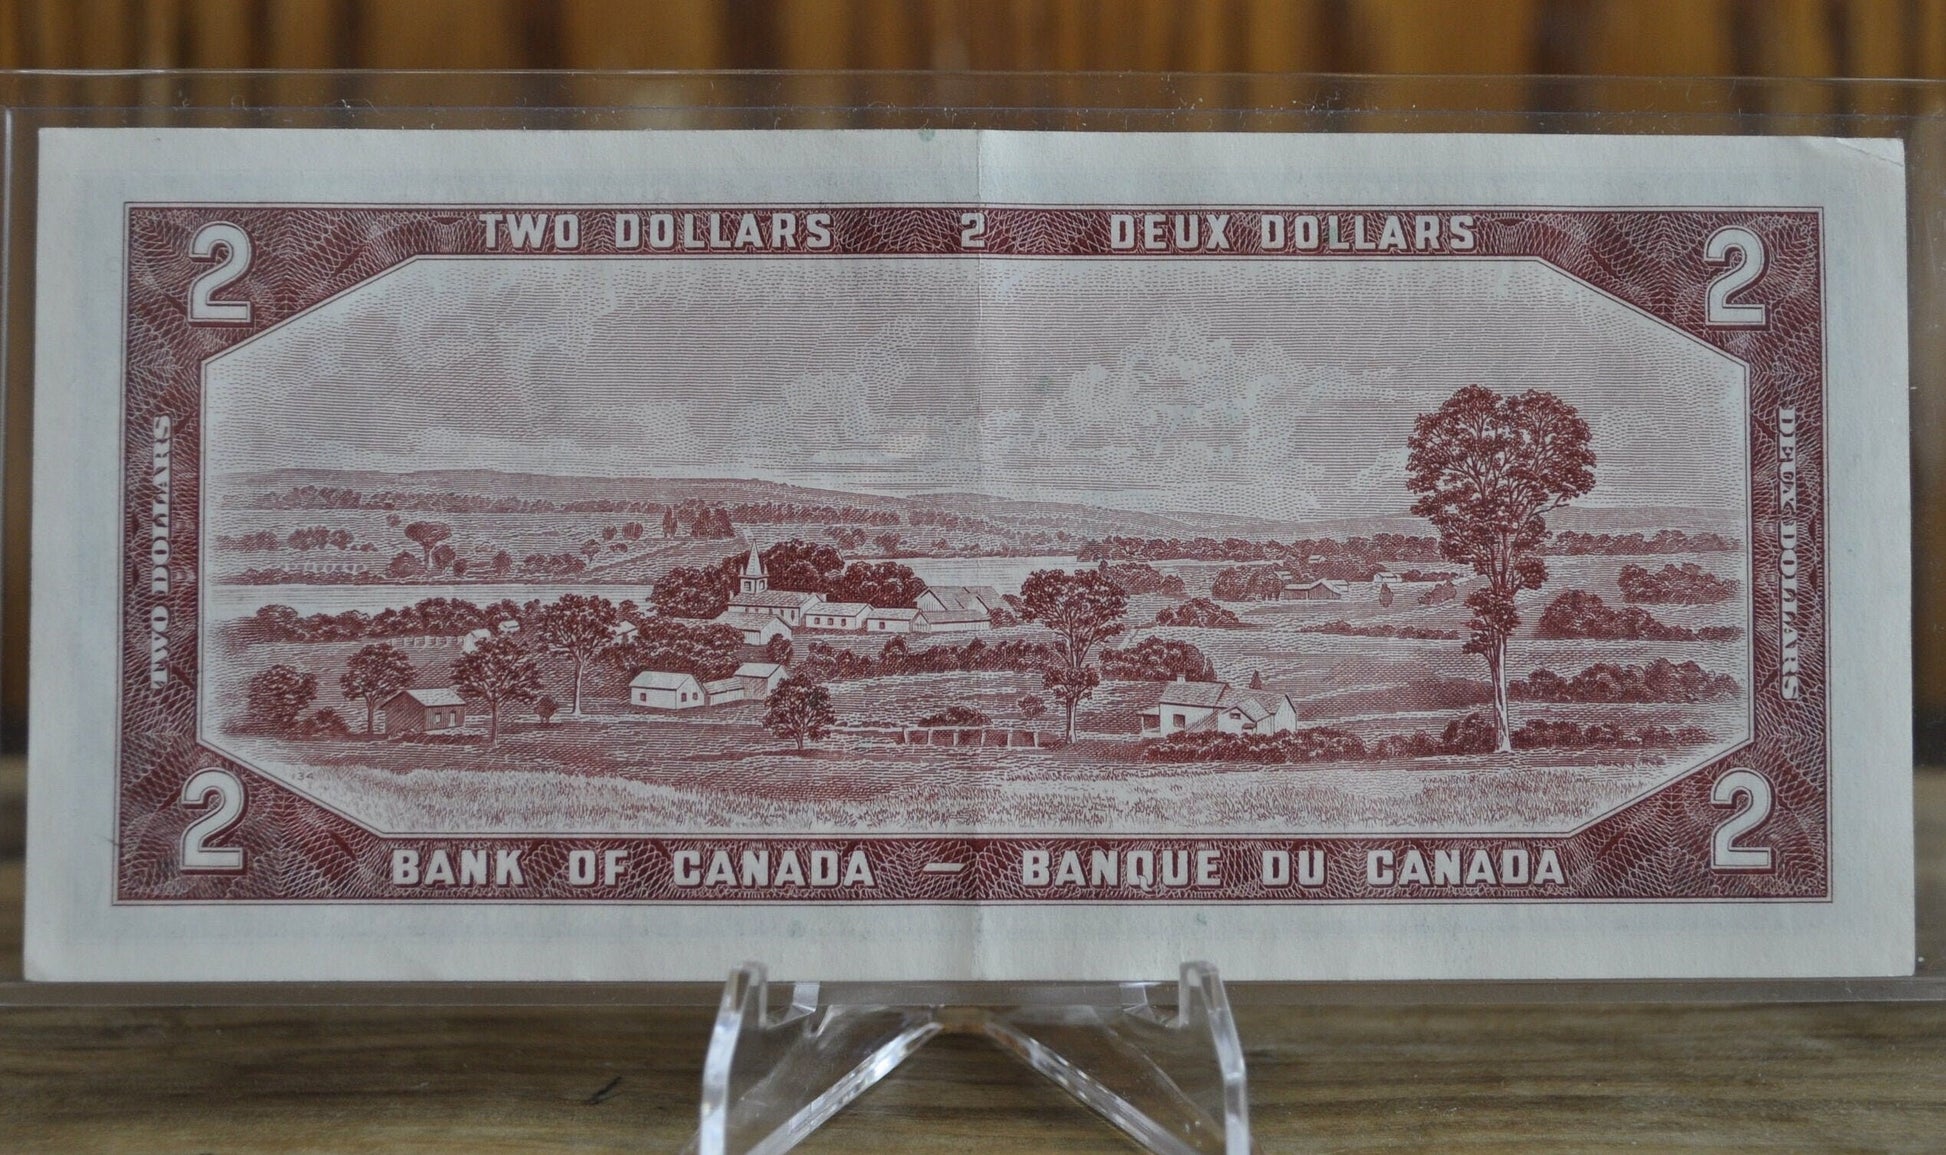 2 TWO DOLLARS 2 DEUX DOLLARS 2
TWO DOLLARS
DEUX DOLLARS
2 BANK OF CANADA — BANQUE DU CANADA 2